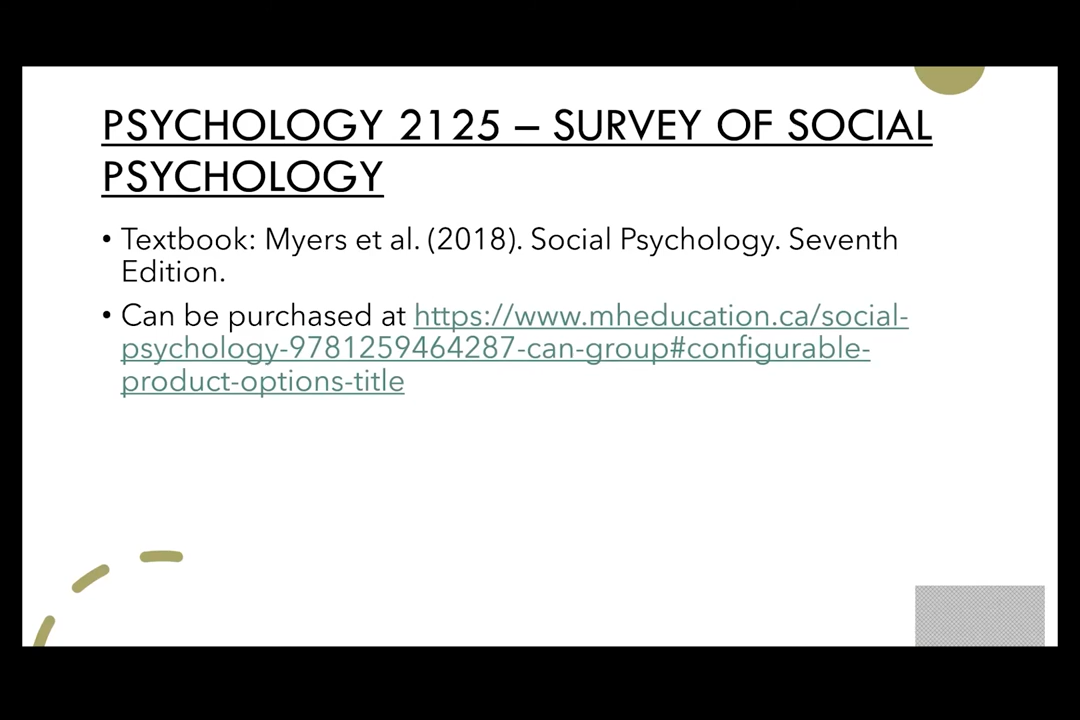 PSYCHOLOGY 2125 – SURVEY OF SOCIAL
PSYCHOLOGY
• Textbook: Myers et al. (2018). Social Psychology. Seventh
Edition.
• Can be purchased at https://www.mheducation.ca/social-
psychology-9781259464287-can-group#configurable-
product-options-title